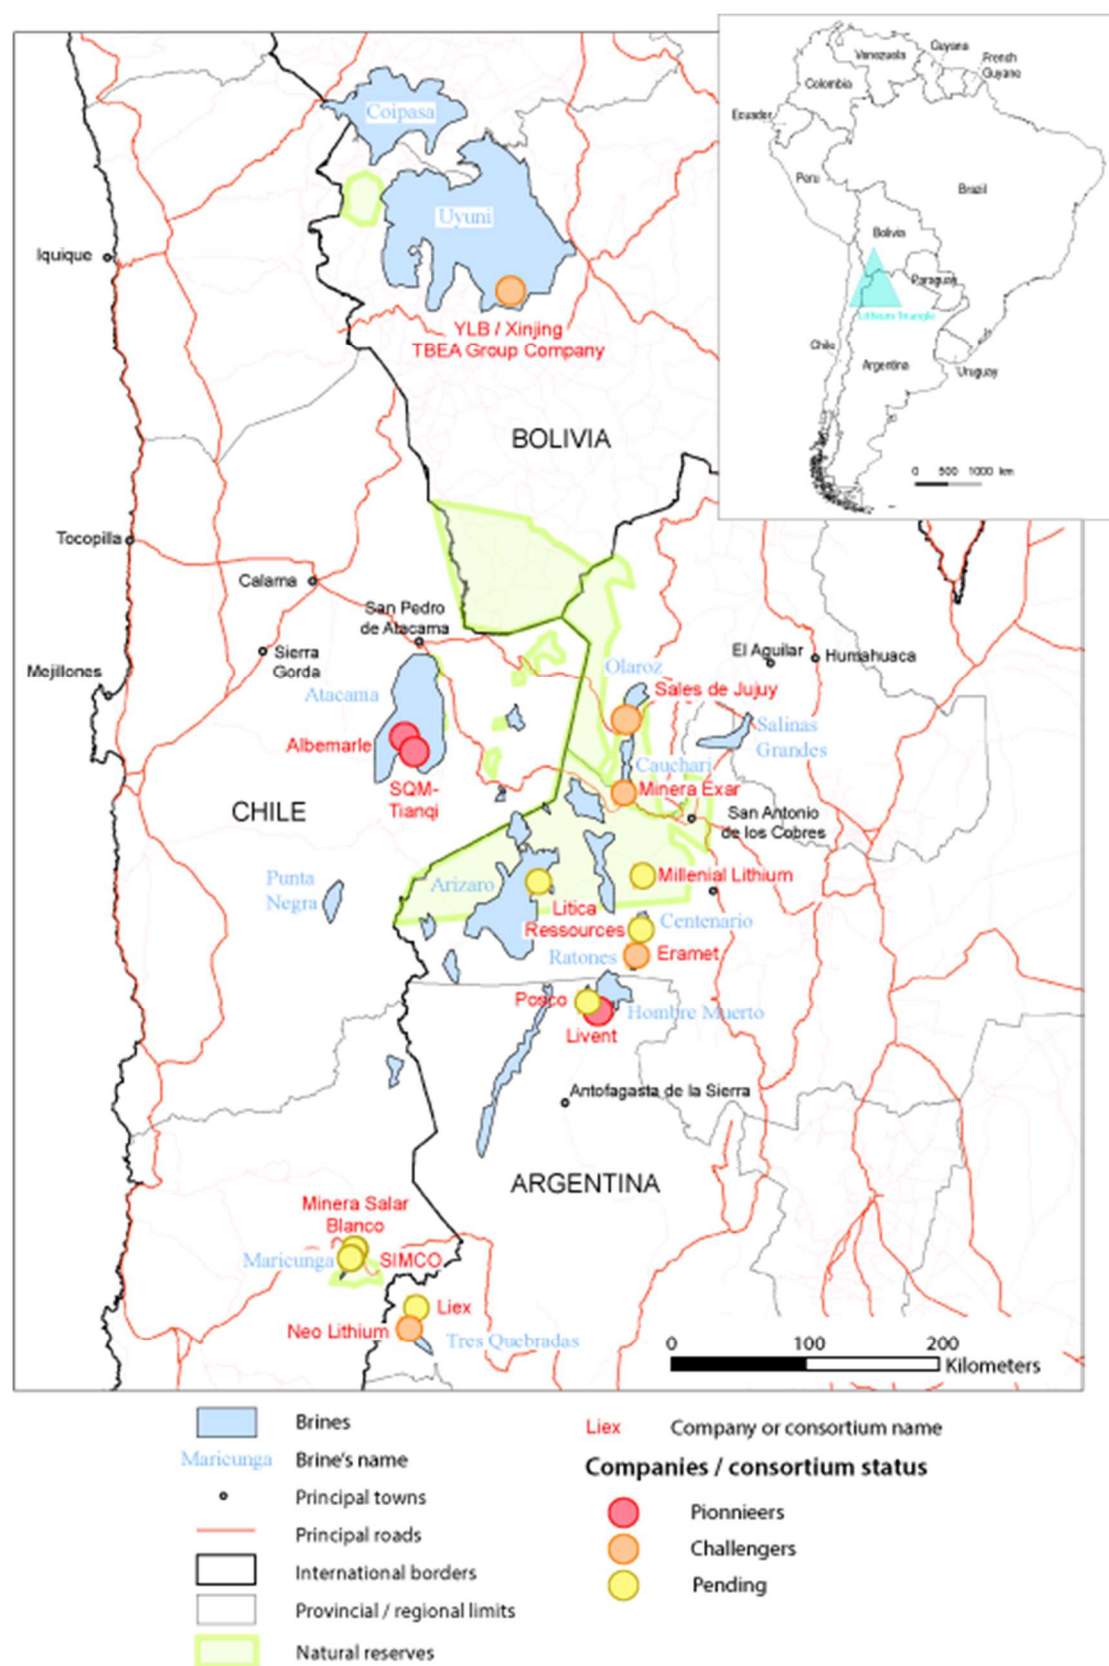 Venezuela
Guyana
French
Guyane
Colombia
Ecuador
Peru
Brazil
Bolivia
Paraguay
Lithium Triangle
Chile
Argentina
Uruguay
0 500 1000 km
Coipasa
Uyuni
Iquique
YLB / Xinjing
TBEA Group Company
BOLIVIA
Tocopilla
Calama
San Pedro
de Atacama
Sierra
Gorda
Mejillones
El Aguilar
Humahuaca
Olaroz
Sales de Jujuy
Atacama
Albemarle
SQM-
Tianqi
Salinas
Grandes
Cauchari
Minera Exar
CHILE
San Antonio
de los Cobres
Punta
Negra
Arizaro
Millenial Lithium
Litica
Ressources
Centenario
Ratones
Eramet
Posco
Hombre Muerto
Livent
Antofagasta de la Sierra
ARGENTINA
Minera Salar
Blanco
Maricunga
SIMCO
Liex
Neo Lithium
Tres Quebradas
0 100 200
Kilometers
Brines
Maricunga Brine's name
Principal towns
Principal roads
International borders
Provincial / regional limits
Natural reserves
Liex Company or consortium name
Companies / consortium status
Pionnieers
Challengers
Pending